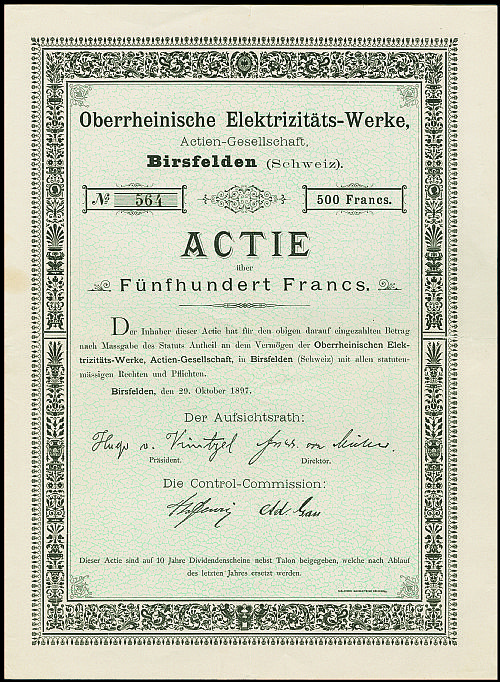 Oberrheinische Elektrizitäts-Werke,
Actien-Gesellschaft,
Birsfelden (Schweiz).
No 564
500 Francs.
ACTIE
über
Fünfhundert Francs.
Der Inhaber dieser Actie hat für den obigen darauf eingezahlten Betrag
nach Massgabe des Statuts Antheil an dem Vermögen der Oberrheinischen Elek-
trizitäts-Werke, Actien-Gesellschaft, in Birsfelden (Schweiz) mit allen statuten-
mässigen Rechten und Pflichten.
Birsfelden, den 29. Oktober 1897.
Der Aufsichtsrath:
Hugo v.
Präsident.
Direktor.
Die Control-Commission:
Dieser Actie sind auf 10 Jahre Dividendenscheine nebst Talon beigegeben, welche nach Ablauf
des letzten Jahres ersetzt werden.